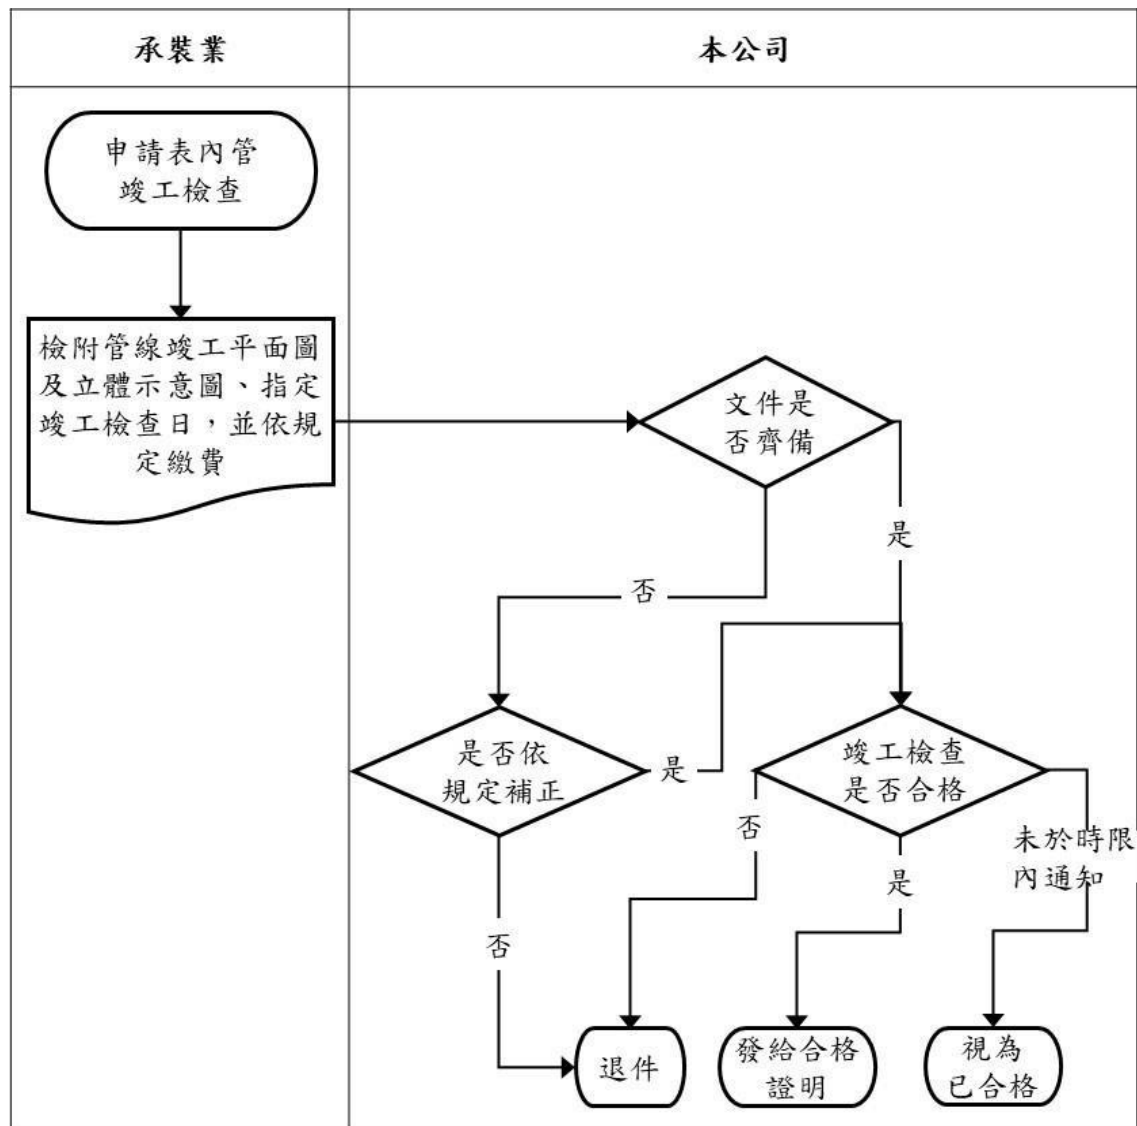 承裝業
本公司
申請表內管
竣工檢查
檢附管線竣工平面圖
及立體示意圖、指定
竣工檢查日，並依規
定繳費
文件是
否齊備
是
否
是否依
規定補正
是
竣工檢查
是否合格
否
是
未於時限
內通知
否
退件
發給合格
證明
視為
已合格